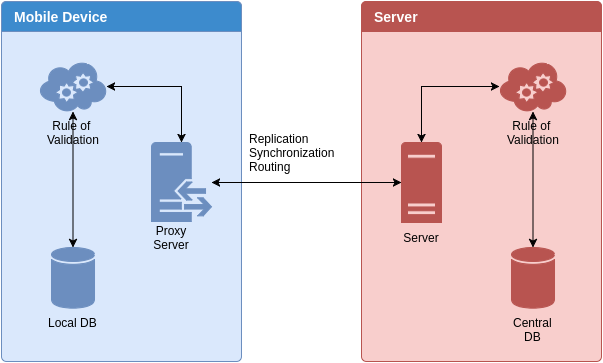 Mobile Device
Server
Rule of
Validation
Replication
Synchronization
Routing
Rule of
Validation
Proxy
Server
Server
Local DB
Central
DB